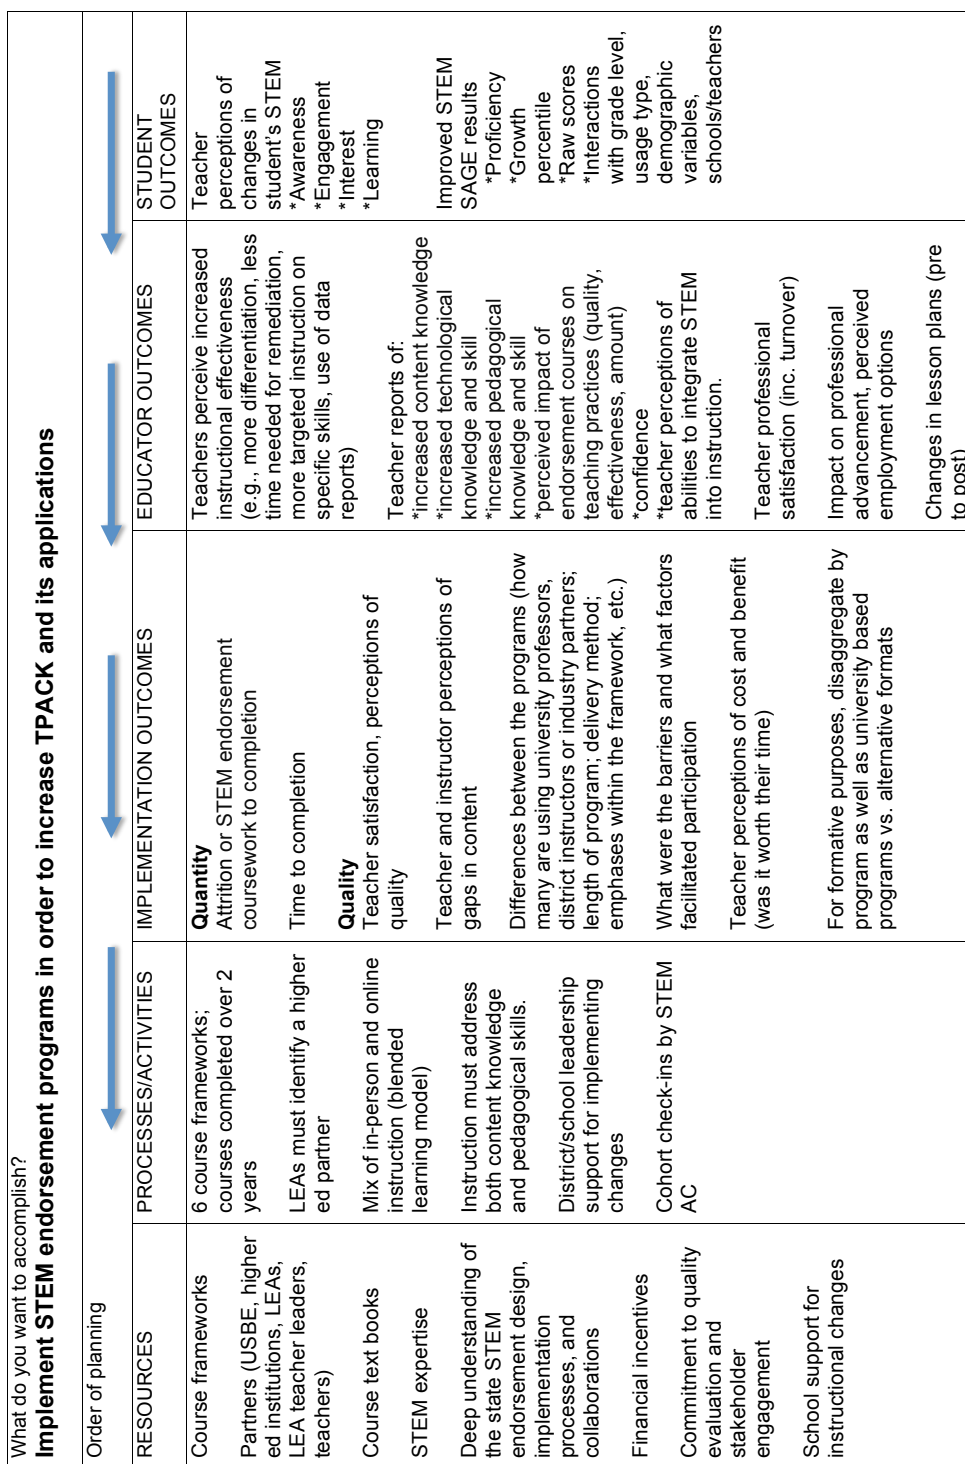 What do you want to accomplish?
Implement STEM endorsement programs in order to increase TPACK and its applications
Order of planning
RESOURCES
Course frameworks
Partners (USBE, higher
ed institutions, LEAs,
LEA teacher leaders,
teachers)
Course text books
STEM expertise
Deep understanding of
the state STEM
endorsement design,
implementation
processes, and
collaborations
Financial incentives
Commitment to quality
evaluation and
stakeholder
engagement
School support for
instructional changes
PROCESSES/ACTIVITIES
6 course frameworks;
courses completed over 2
years
LEAs must identify a higher
ed partner
Mix of in-person and online
instruction (blended
learning model)
Instruction must address
both content knowledge
and pedagogical skills.
District/school leadership
support for implementing
changes
Cohort check-ins by STEM
AC
IMPLEMENTATION OUTCOMES
Quantity
Attrition or STEM endorsement
coursework to completion
Time to completion
Quality
Teacher satisfaction, perceptions of
quality
Teacher and instructor perceptions of
gaps in content
Differences between the programs (how
many are using university professors,
district instructors or industry partners;
length of program; delivery method;
emphases within the framework, etc.)
What were the barriers and what factors
facilitated participation
Teacher perceptions of cost and benefit
(was it worth their time)
For formative purposes, disaggregate by
program as well as university based
programs vs. alternative formats
EDUCATOR OUTCOMES
Teachers perceive increased
instructional effectiveness
(e.g., more differentiation, less
time needed for remediation,
more targeted instruction on
specific skills, use of data
reports)
Teacher reports of:
*increased content knowledge
*increased technological
knowledge and skill
*increased pedagogical
knowledge and skill
*perceived impact of
endorsement courses on
teaching practices (quality,
effectiveness, amount)
*confidence
*teacher perceptions of
abilities to integrate STEM
into instruction.
Teacher professional
satisfaction (inc. turnover)
Impact on professional
advancement, perceived
employment options
Changes in lesson plans (pre
to post)
STUDENT
OUTCOMES
Teacher
perceptions of
changes in
student's STEM
*Awareness
*Engagement
*Interest
*Learning
Improved STEM
SAGE results
*Proficiency
*Growth
percentile
*Raw scores
*Interactions
with grade level,
usage type,
demographic
variables,
schools/teachers